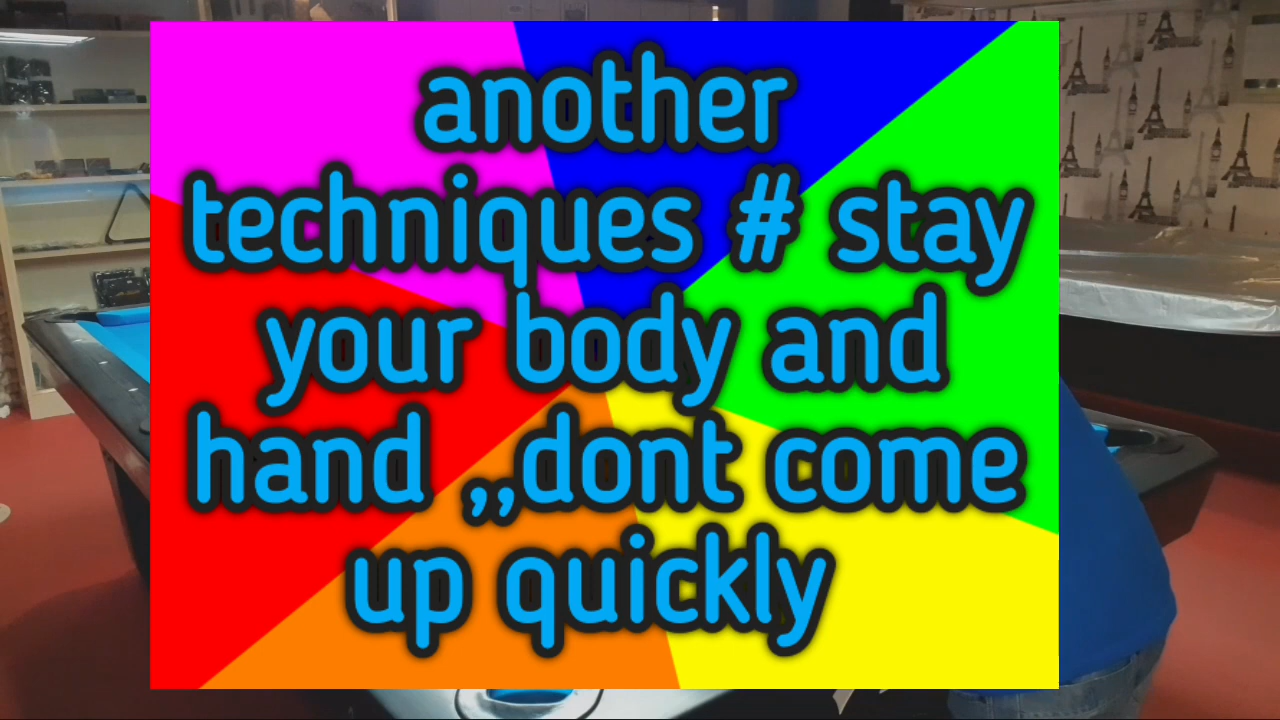 another
techniques # stay
your body and
hand ,,dont come
up quickly